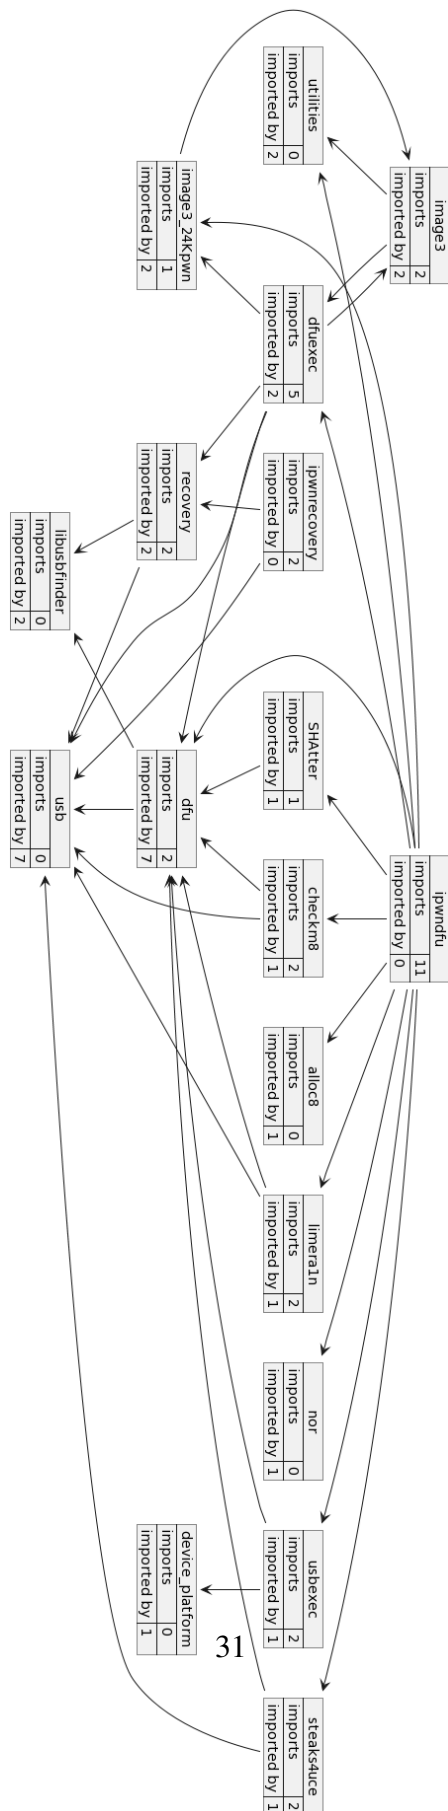 image3
imports 2
imported by 2
ipwndfu
imports 11
imported by 0
utilities
imports 0
imported by 2
dfuexec
imports 5
imported by 2
ipwnrecovery
imports 2
imported by 0
SHAtter
imports 1
imported by 1
checkm8
imports 2
imported by 1
alloc8
imports 0
imported by 1
limera1n
imports 2
imported by 1
nor
imports 0
imported by 1
usbexec
imports 2
imported by 1
steaks4uce
imports 2
imported by 1
image3_24Kpwn
imports 1
imported by 2
recovery
imports 2
imported by 2
dfu
imports 2
imported by 7
device_platform
imports 0
imported by 1
libusbfinder
imports 0
imported by 2
usb
imports 0
imported by 7
31